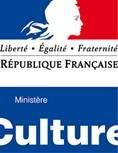 Liberté • Égalité • Fraternité
RÉPUBLIQUE FRANÇAISE
Ministère
Culture